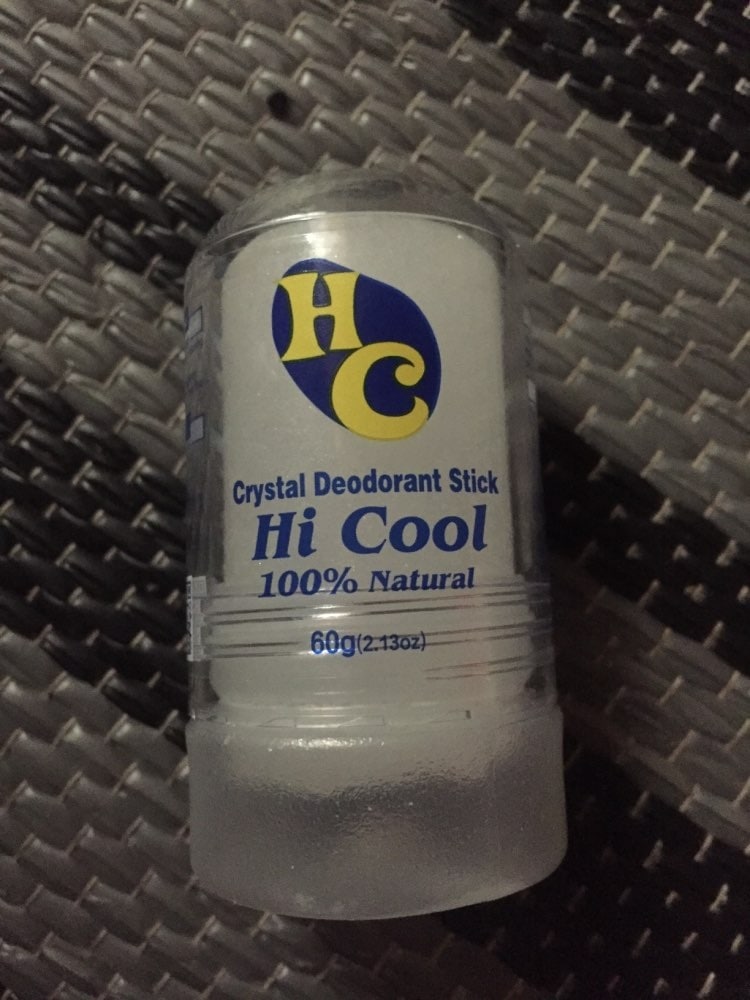 HC
Crystal Deodorant Stick
Hi Cool
100% Natural
60g(2.13oz)